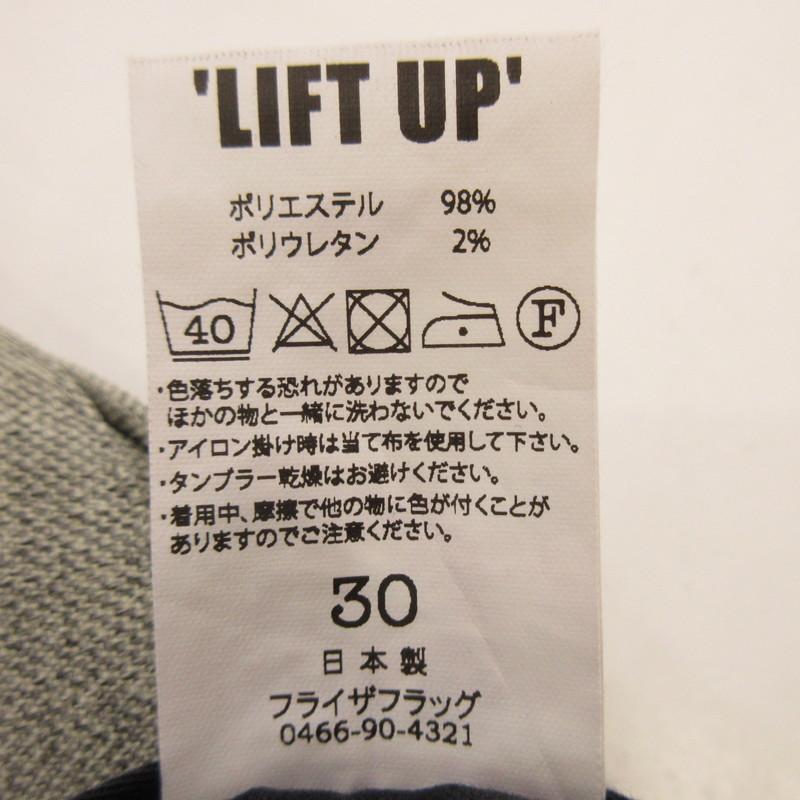 'LIFT UP'
ポリエステル 98%
ポリウレタン 2%
40 F
・色落ちする恐れがありますので
ほかの物と一緒に洗わないでください。
・アイロン掛け時は当て布を使用して下さい。
・タンブラー乾燥はお避けください。
・着用中、摩擦で他の物に色が付くことが
ありますのでご注意ください。
30
日本製
フライザフラッグ
0466-90-4321